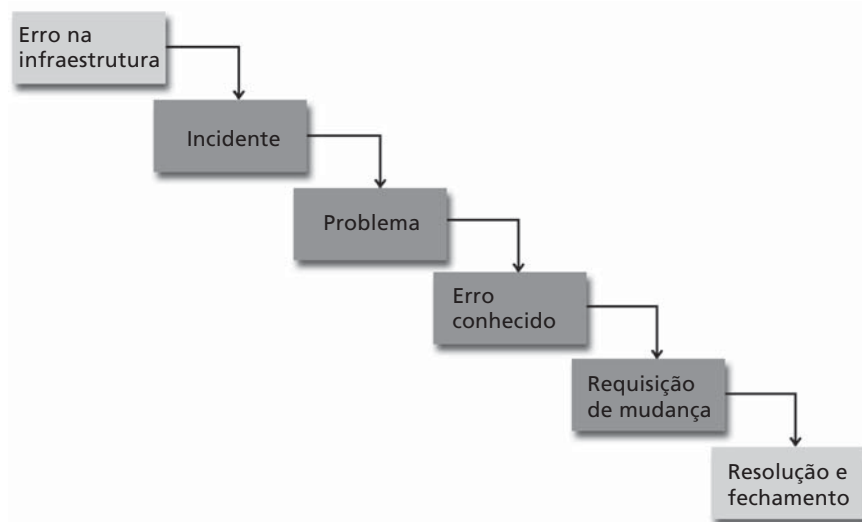 Erro na
infraestrutura
Incidente
Problema
Erro
conhecido
Requisição
de mudança
Resolução e
fechamento